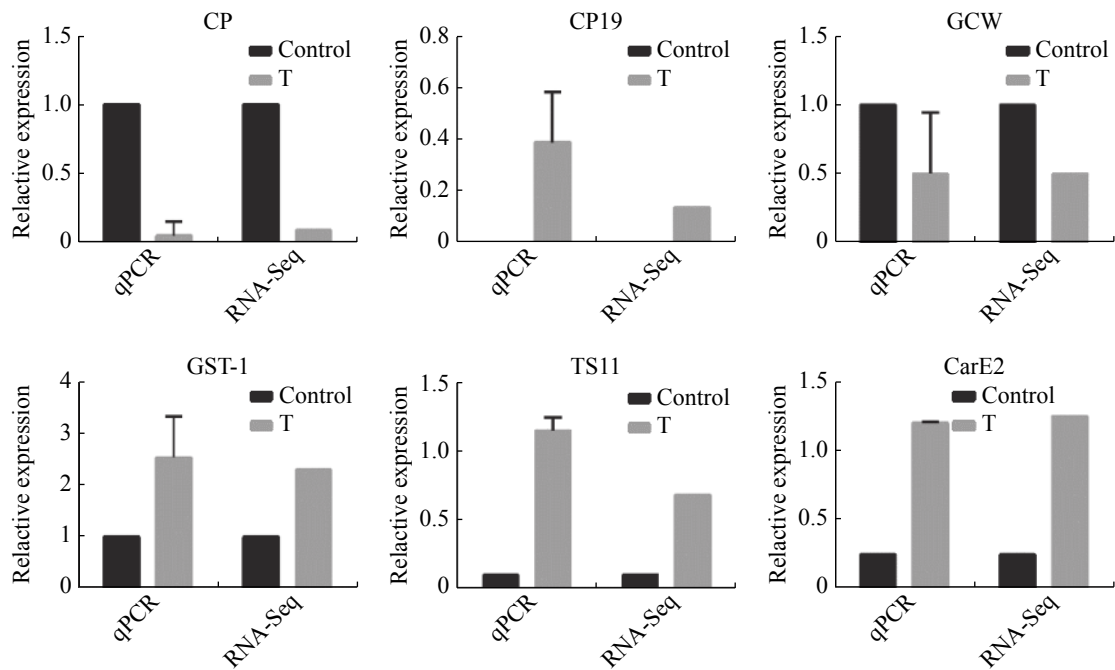 CP
Relactive expression
1.5
1.0
0.5
0
Control
T
qPCR
RNA-Seq
CP19
Relactive expression
0.8
0.6
0.4
0.2
0
Control
T
qPCR
RNA-Seq
GCW
Relactive expression
1.5
1.0
0.5
0
Control
T
qPCR
RNA-Seq
GST-1
Relactive expression
4
3
2
1
0
Control
T
qPCR
RNA-Seq
TS11
Relactive expression
1.5
1.0
0.5
0
Control
T
qPCR
RNA-Seq
CarE2
Relactive expression
1.5
1.0
0.5
0
Control
T
qPCR
RNA-Seq